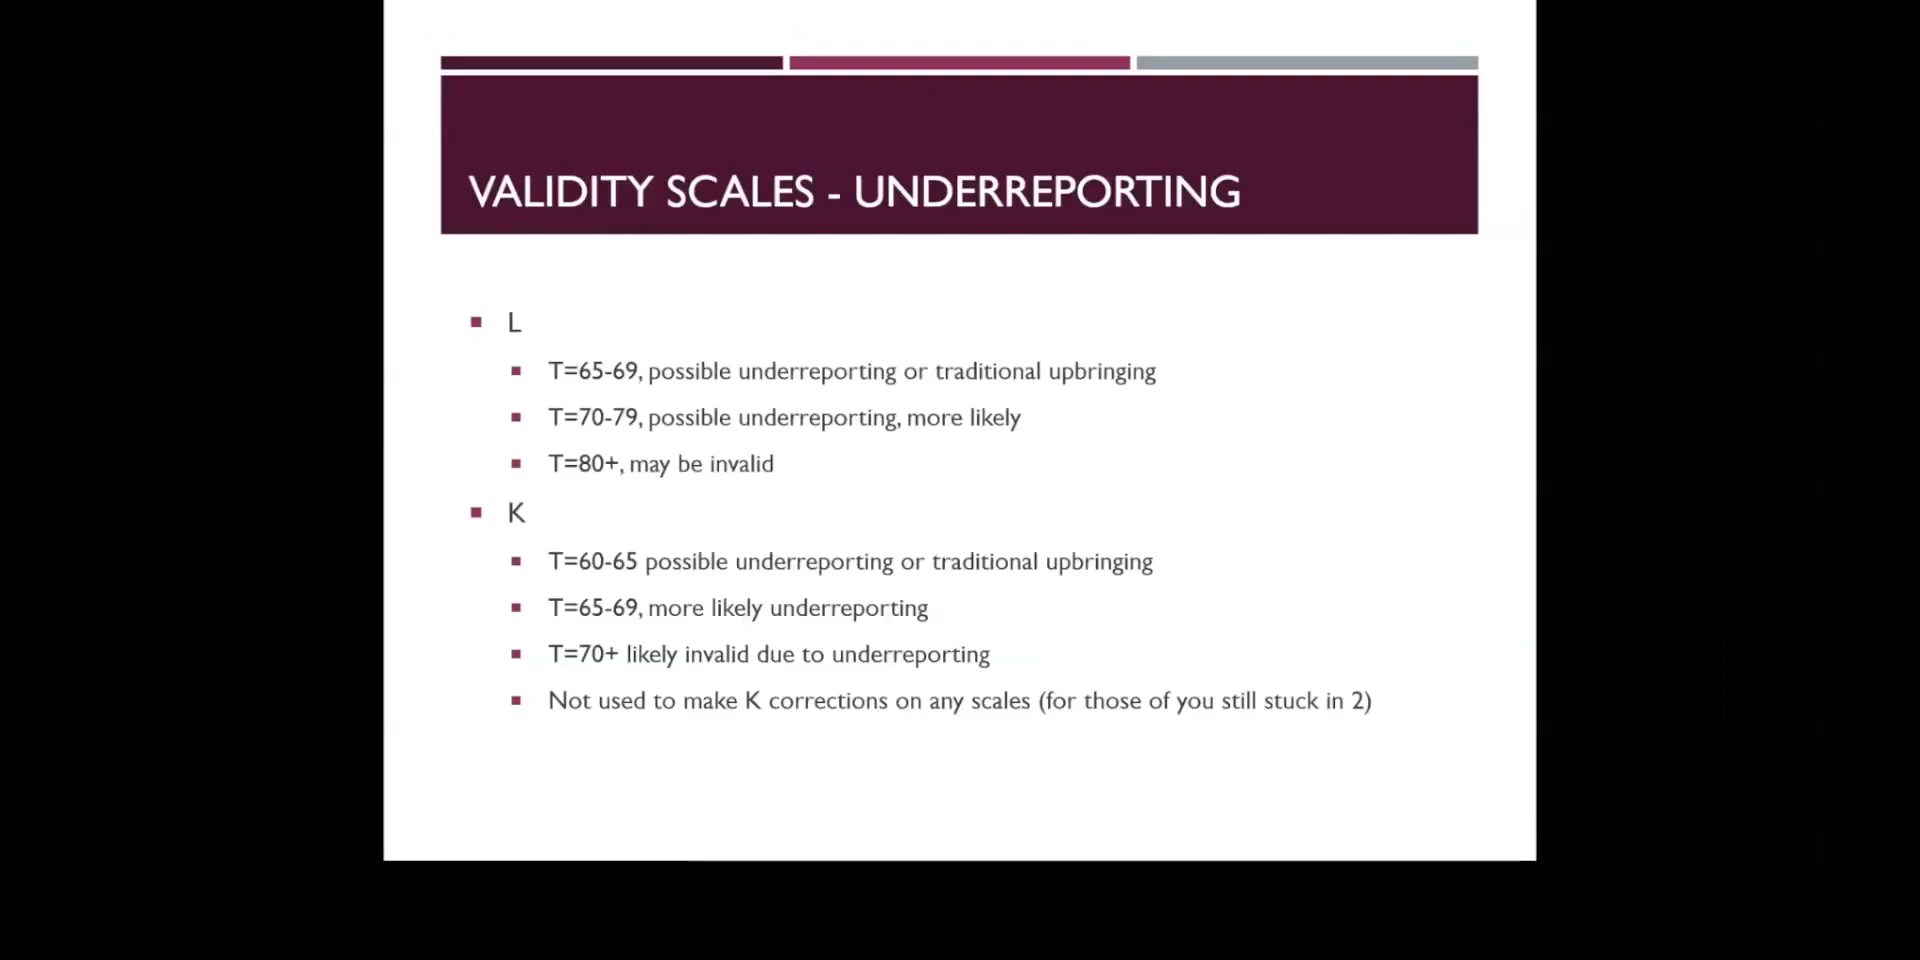 VALIDITY SCALES - UNDERREPORTING
L
T=65-69, possible underreporting or traditional upbringing
T=70-79, possible underreporting, more likely
T=80+, may be invalid
K
T=60-65 possible underreporting or traditional upbringing
T=65-69, more likely underreporting
T=70+ likely invalid due to underreporting
Not used to make K corrections on any scales (for those of you still stuck in 2)